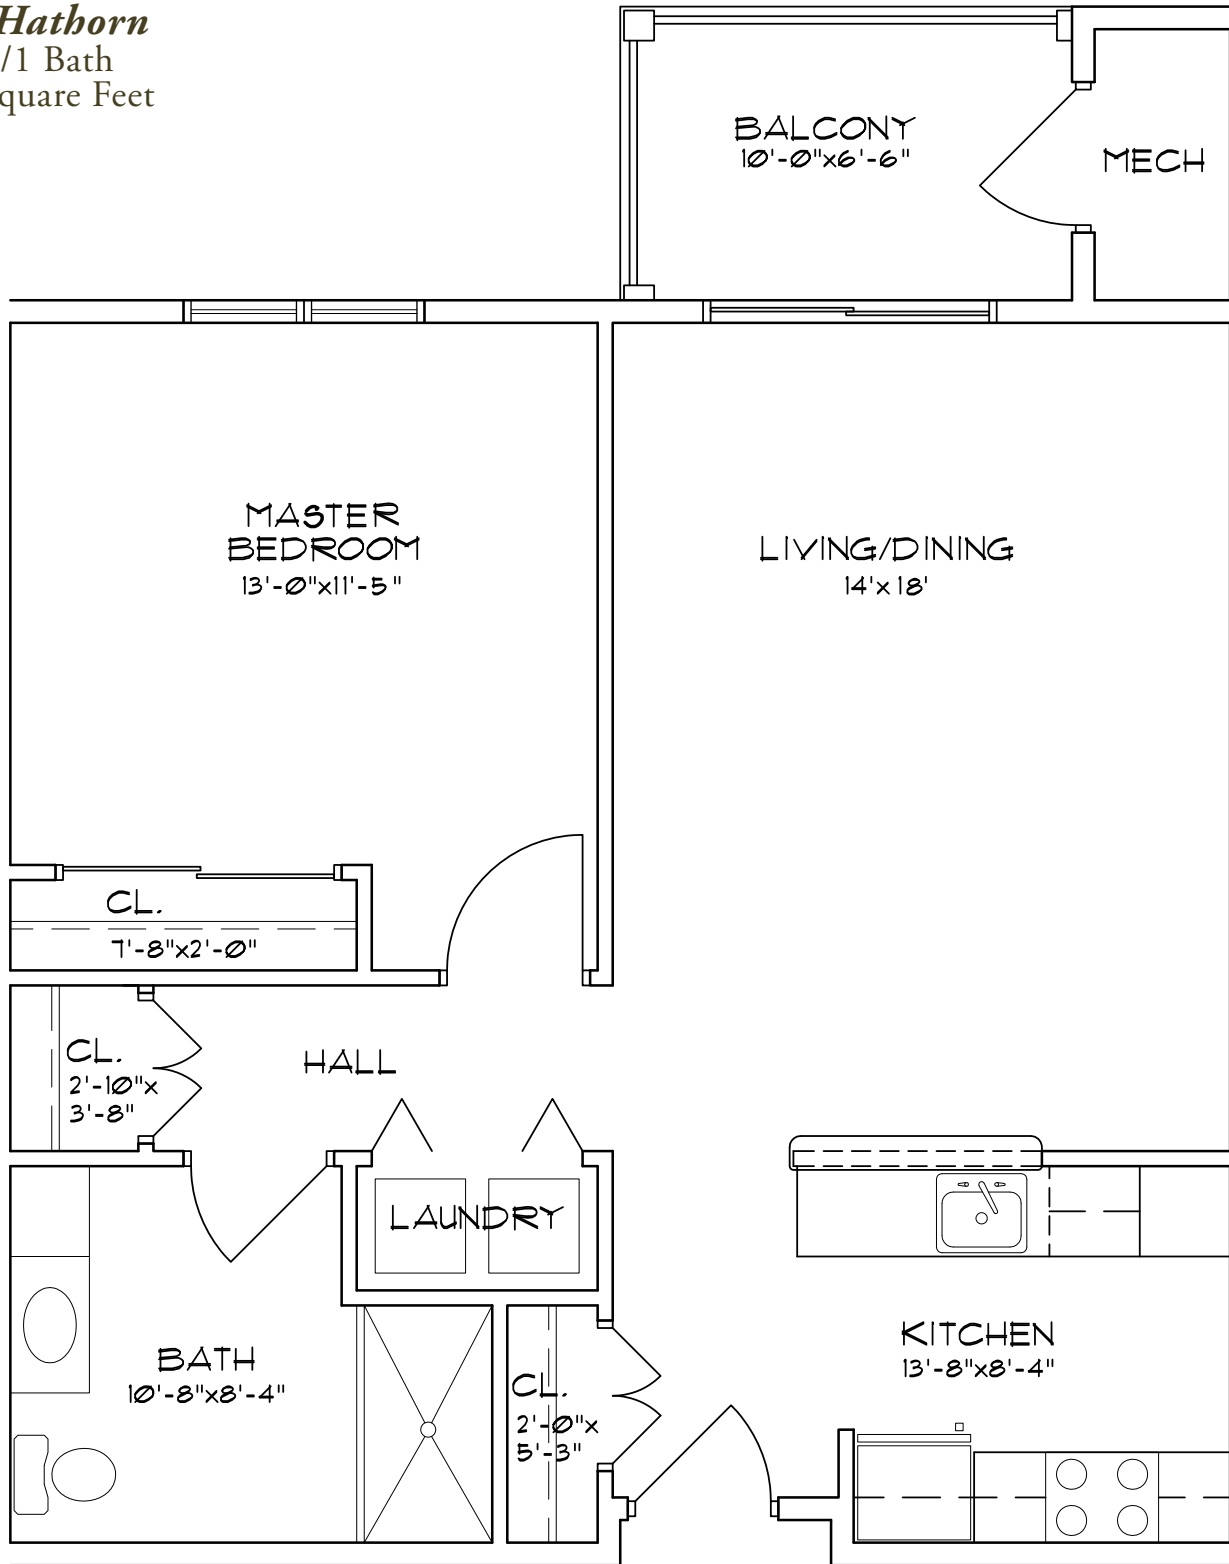 Hathorn
/1 Bath
quare Feet
BALCONY
10'-0"x6'-6"
MECH
MASTER
BEDROOM
13'-0"x11'-5"
LIVING/DINING
14'x18'
CL.
7'-8"x2'-0"
CL.
2'-10"x
3'-8"
HALL
LAUNDRY
BATH
10'-8"x8'-4"
CL.
2'-0"x
5'-3"
KITCHEN
13'-8"x8'-4"